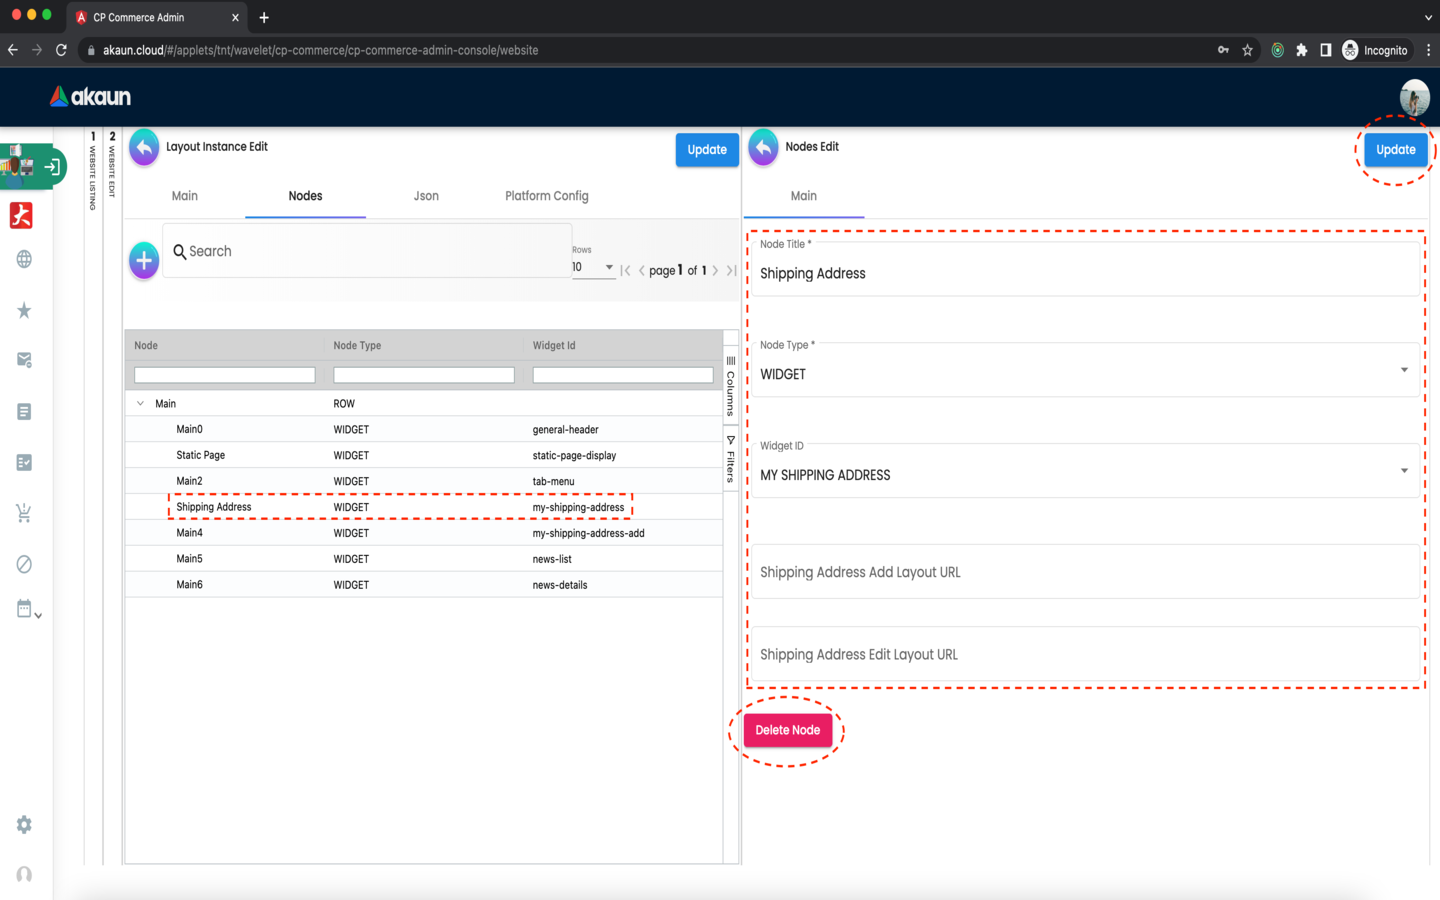 CP Commerce Admin
akaun.cloud/#/applets/tnt/wavelet/cp-commerce/cp-commerce-admin-console/website
Incognito
akaun
1 WEBSITE LISTING
2 WEBSITE EDIT
Layout Instance Edit
Update
Main
Nodes
Json
Platform Config
Search
Rows
10
page 1 of 1
Node Node Type Widget Id
Main ROW
Main0 WIDGET general-header
Static Page WIDGET static-page-display
Main2 WIDGET tab-menu
Shipping Address WIDGET my-shipping-address
Main4 WIDGET my-shipping-address-add
Main5 WIDGET news-list
Main6 WIDGET news-details
Columns
Filters
Nodes Edit
Update
Main
Node Title *
Shipping Address
Node Type *
WIDGET
Widget ID
MY SHIPPING ADDRESS
Shipping Address Add Layout URL
Shipping Address Edit Layout URL
Delete Node